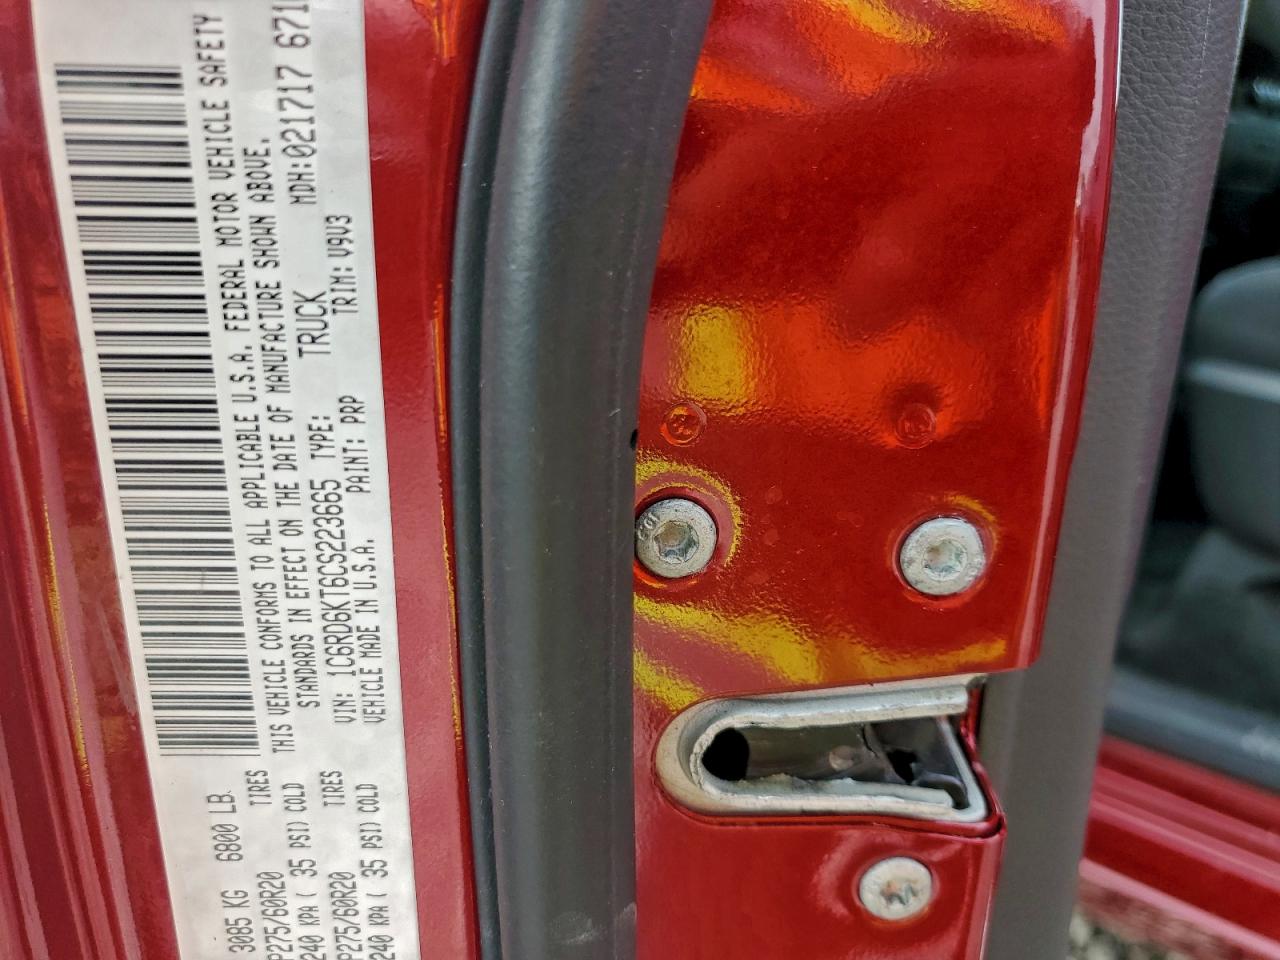 3085 KG 6800 LB.
P275/60R20 TIRES
240 KPA ( 35 PSI) COLD
P275/60R20 TIRES
240 KPA ( 35 PSI) COLD
THIS VEHICLE CONFORMS TO ALL APPLICABLE U.S.A. FEDERAL MOTOR VEHICLE SAFETY
STANDARDS IN EFFECT ON THE DATE OF MANUFACTURE SHOWN ABOVE.
VIN: 1C6RD6KT6CS223665 TYPE: TRUCK MDH:021717 671
VEHICLE MADE IN U.S.A. PAINT: PRP TRIM: V9V3